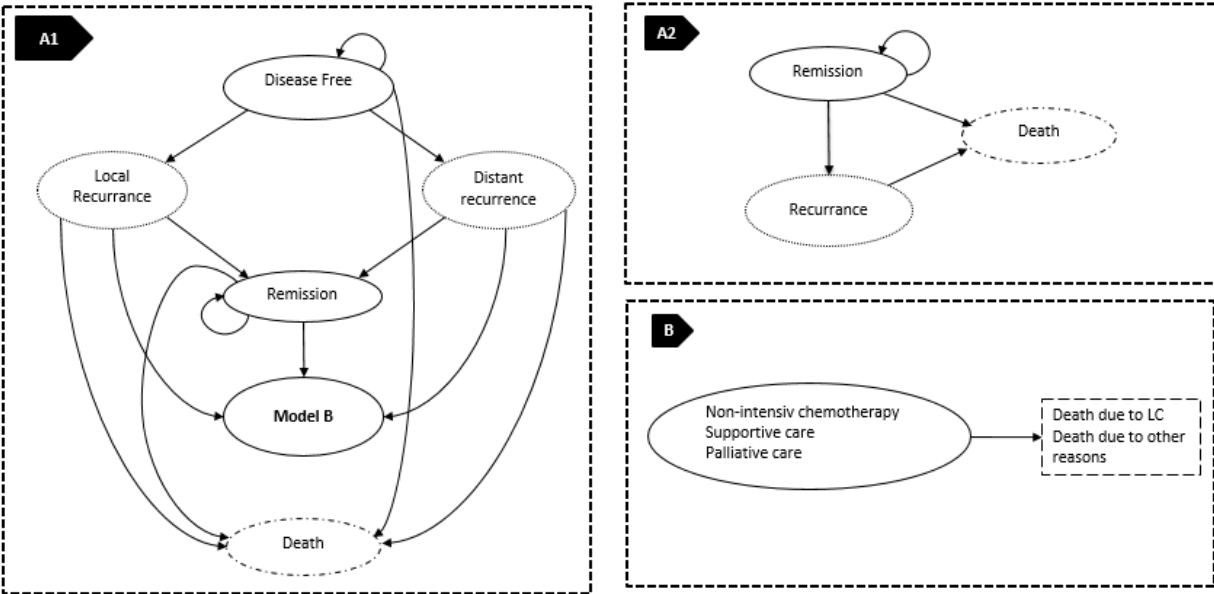 A1
Disease Free
Local
Recurrance
Distant
recurrence
Remission
Model B
Death
A2
Remission
Death
Recurrance
B
Non-intensiv chemotherapy
Supportive care
Palliative care
Death due to LC
Death due to other
reasons